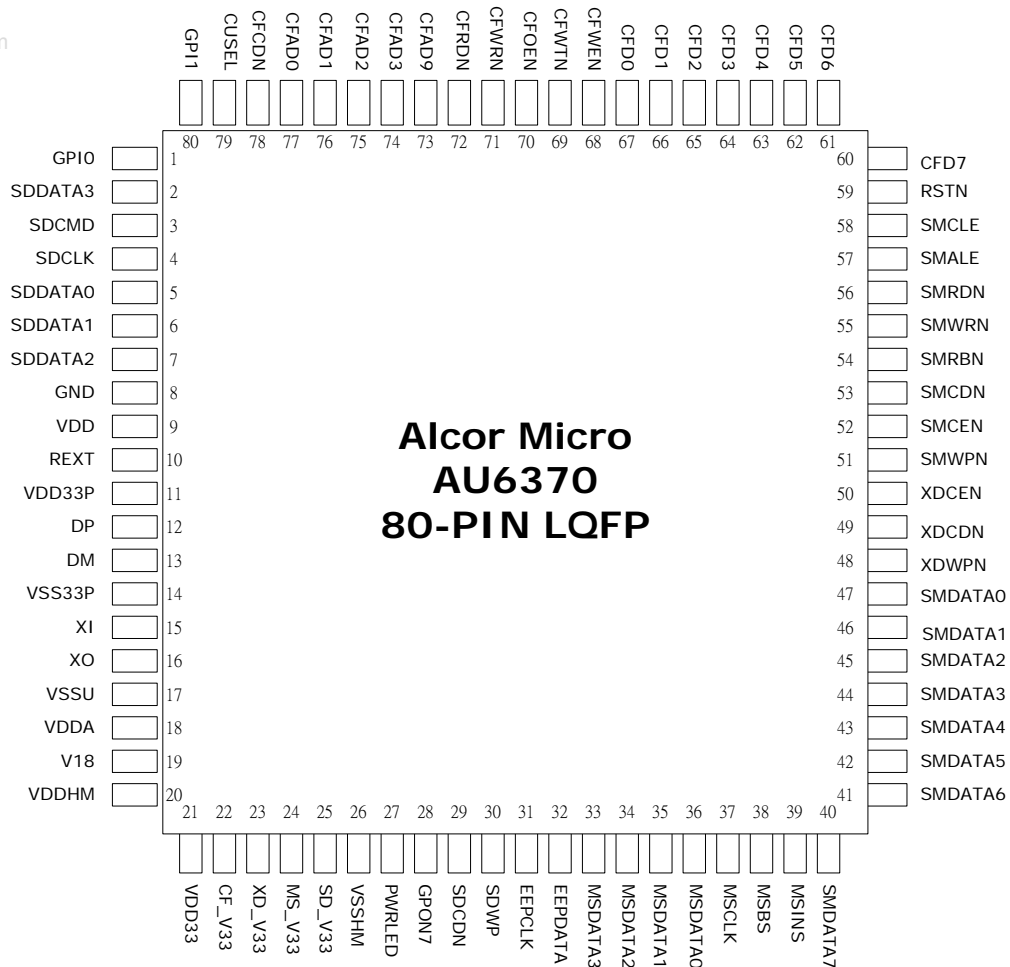 m
GPI1
CUSEL
CFCDN
CFAD0
CFAD1
CFAD2
CFAD3
CFAD9
CFRDN
CFWRN
CFOEN
CFWTN
CFWEN
CFD0
CFD1
CFD2
CFD3
CFD4
CFD5
CFD6
80 79 78 77 76 75 74 73 72 71 70 69 68 67 66 65 64 63 62 61
GPI0 1 60 CFD7
SDDATA3 2 59 RSTN
SDCMD 3 58 SMCLE
SDCLK 4 57 SMALE
SDDATA0 5 56 SMRDN
SDDATA1 6 55 SMWRN
SDDATA2 7 54 SMRBN
GND 8 53 SMCDN
VDD 9 52 SMCEN
REXT 10 51 SMWPN
VDD33P 11 50 XDCEN
DP 12 49 XDCDN
DM 13 48 XDWPN
VSS33P 14 47 SMDATA0
XI 15 46 SMDATA1
XO 16 45 SMDATA2
VSSU 17 44 SMDATA3
VDDA 18 43 SMDATA4
V18 19 42 SMDATA5
VDDHM 20 41 SMDATA6
Alcor Micro
AU6370
80-PIN LQFP
21 22 23 24 25 26 27 28 29 30 31 32 33 34 35 36 37 38 39 40
VDD33
CF_V33
XD_V33
MS_V33
SD_V33
VSSHM
PWRLED
GPON7
SDCDN
SDWP
EEPCLK
EEPDATA
MSDATA3
MSDATA2
MSDATA1
MSDATA0
MSCLK
MSBS
MSINS
SMDATA7